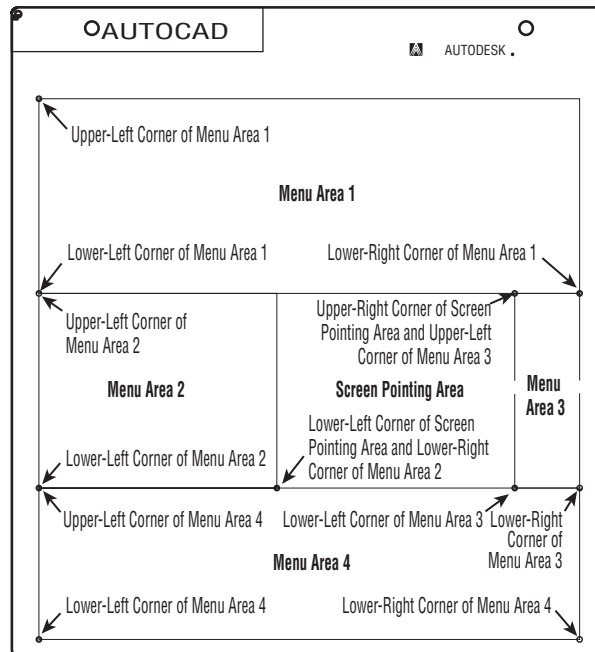 AUTOCAD
AUTODESK .
Upper-Left Corner of Menu Area 1
Menu Area 1
Lower-Left Corner of Menu Area 1
Lower-Right Corner of Menu Area 1
Upper-Left Corner of
Menu Area 2
Upper-Right Corner of Screen
Pointing Area and Upper-Left
Corner of Menu Area 3
Menu Area 2
Screen Pointing Area
Menu
Area 3
Lower-Left Corner of Menu Area 2
Lower-Left Corner of Screen
Pointing Area and Lower-Right
Corner of Menu Area 2
Upper-Left Corner of Menu Area 4
Lower-Left Corner of Menu Area 3
Lower-Right
Corner of
Menu Area 3
Menu Area 4
Lower-Left Corner of Menu Area 4
Lower-Right Corner of Menu Area 4